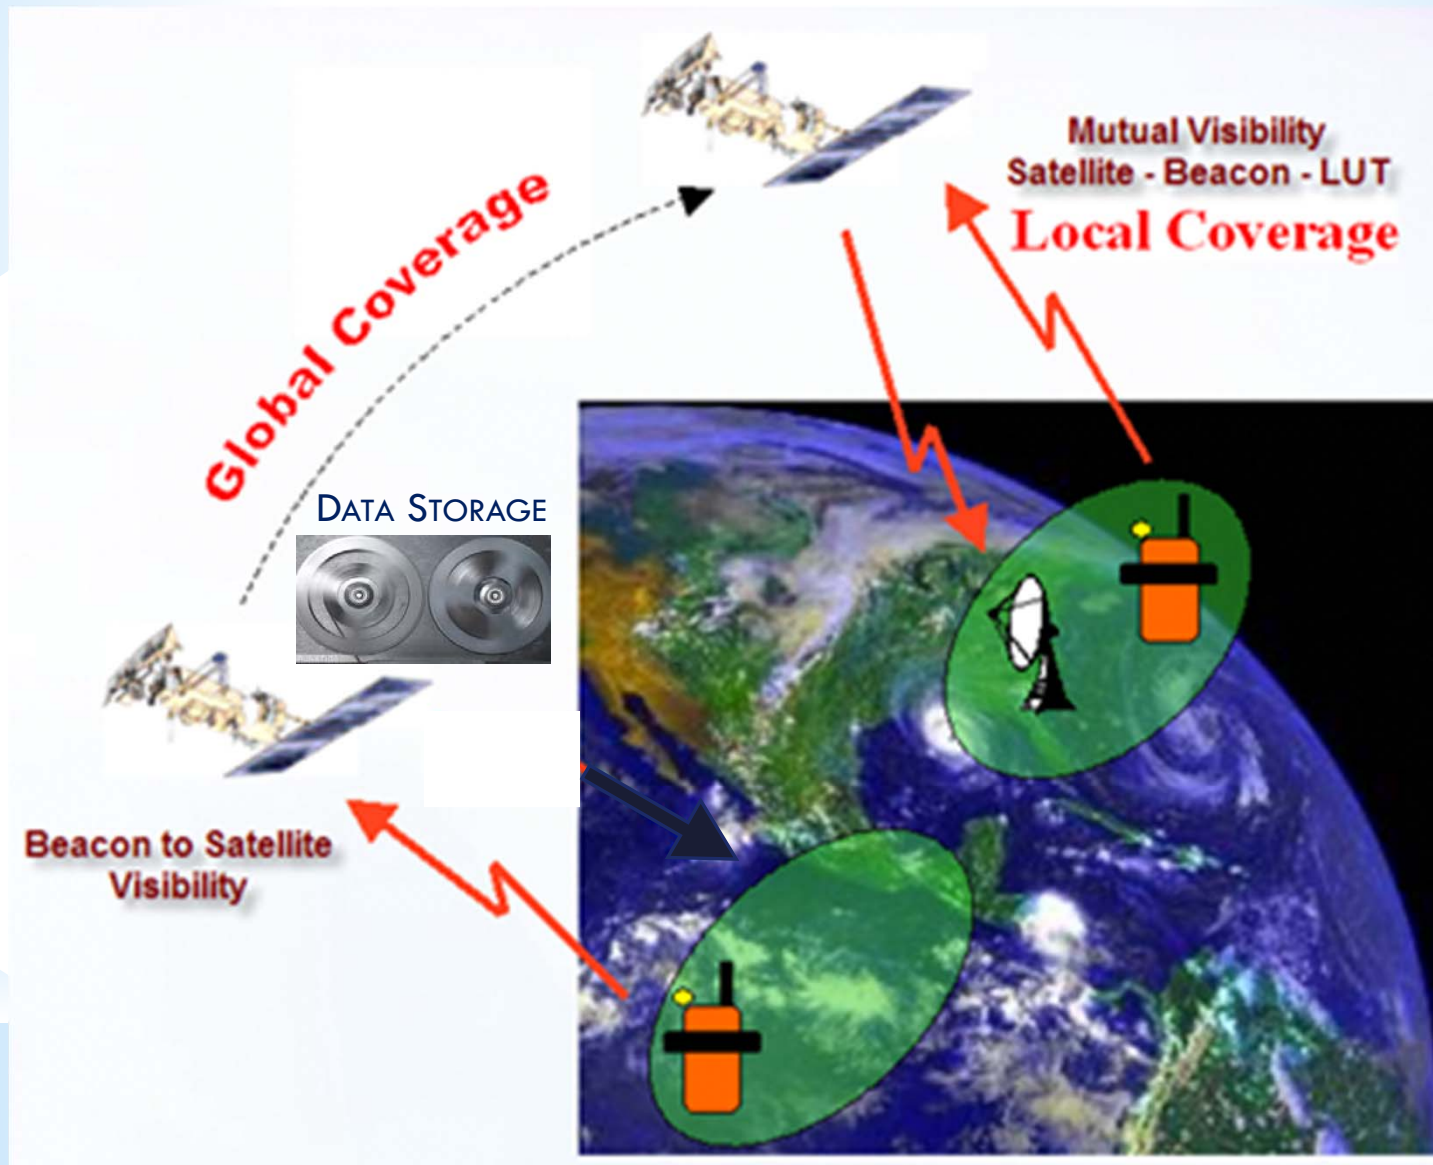 Mutual Visibility
Satellite - Beacon - LUT
Local Coverage
Global Coverage
DATA STORAGE
Beacon to Satellite
Visibility